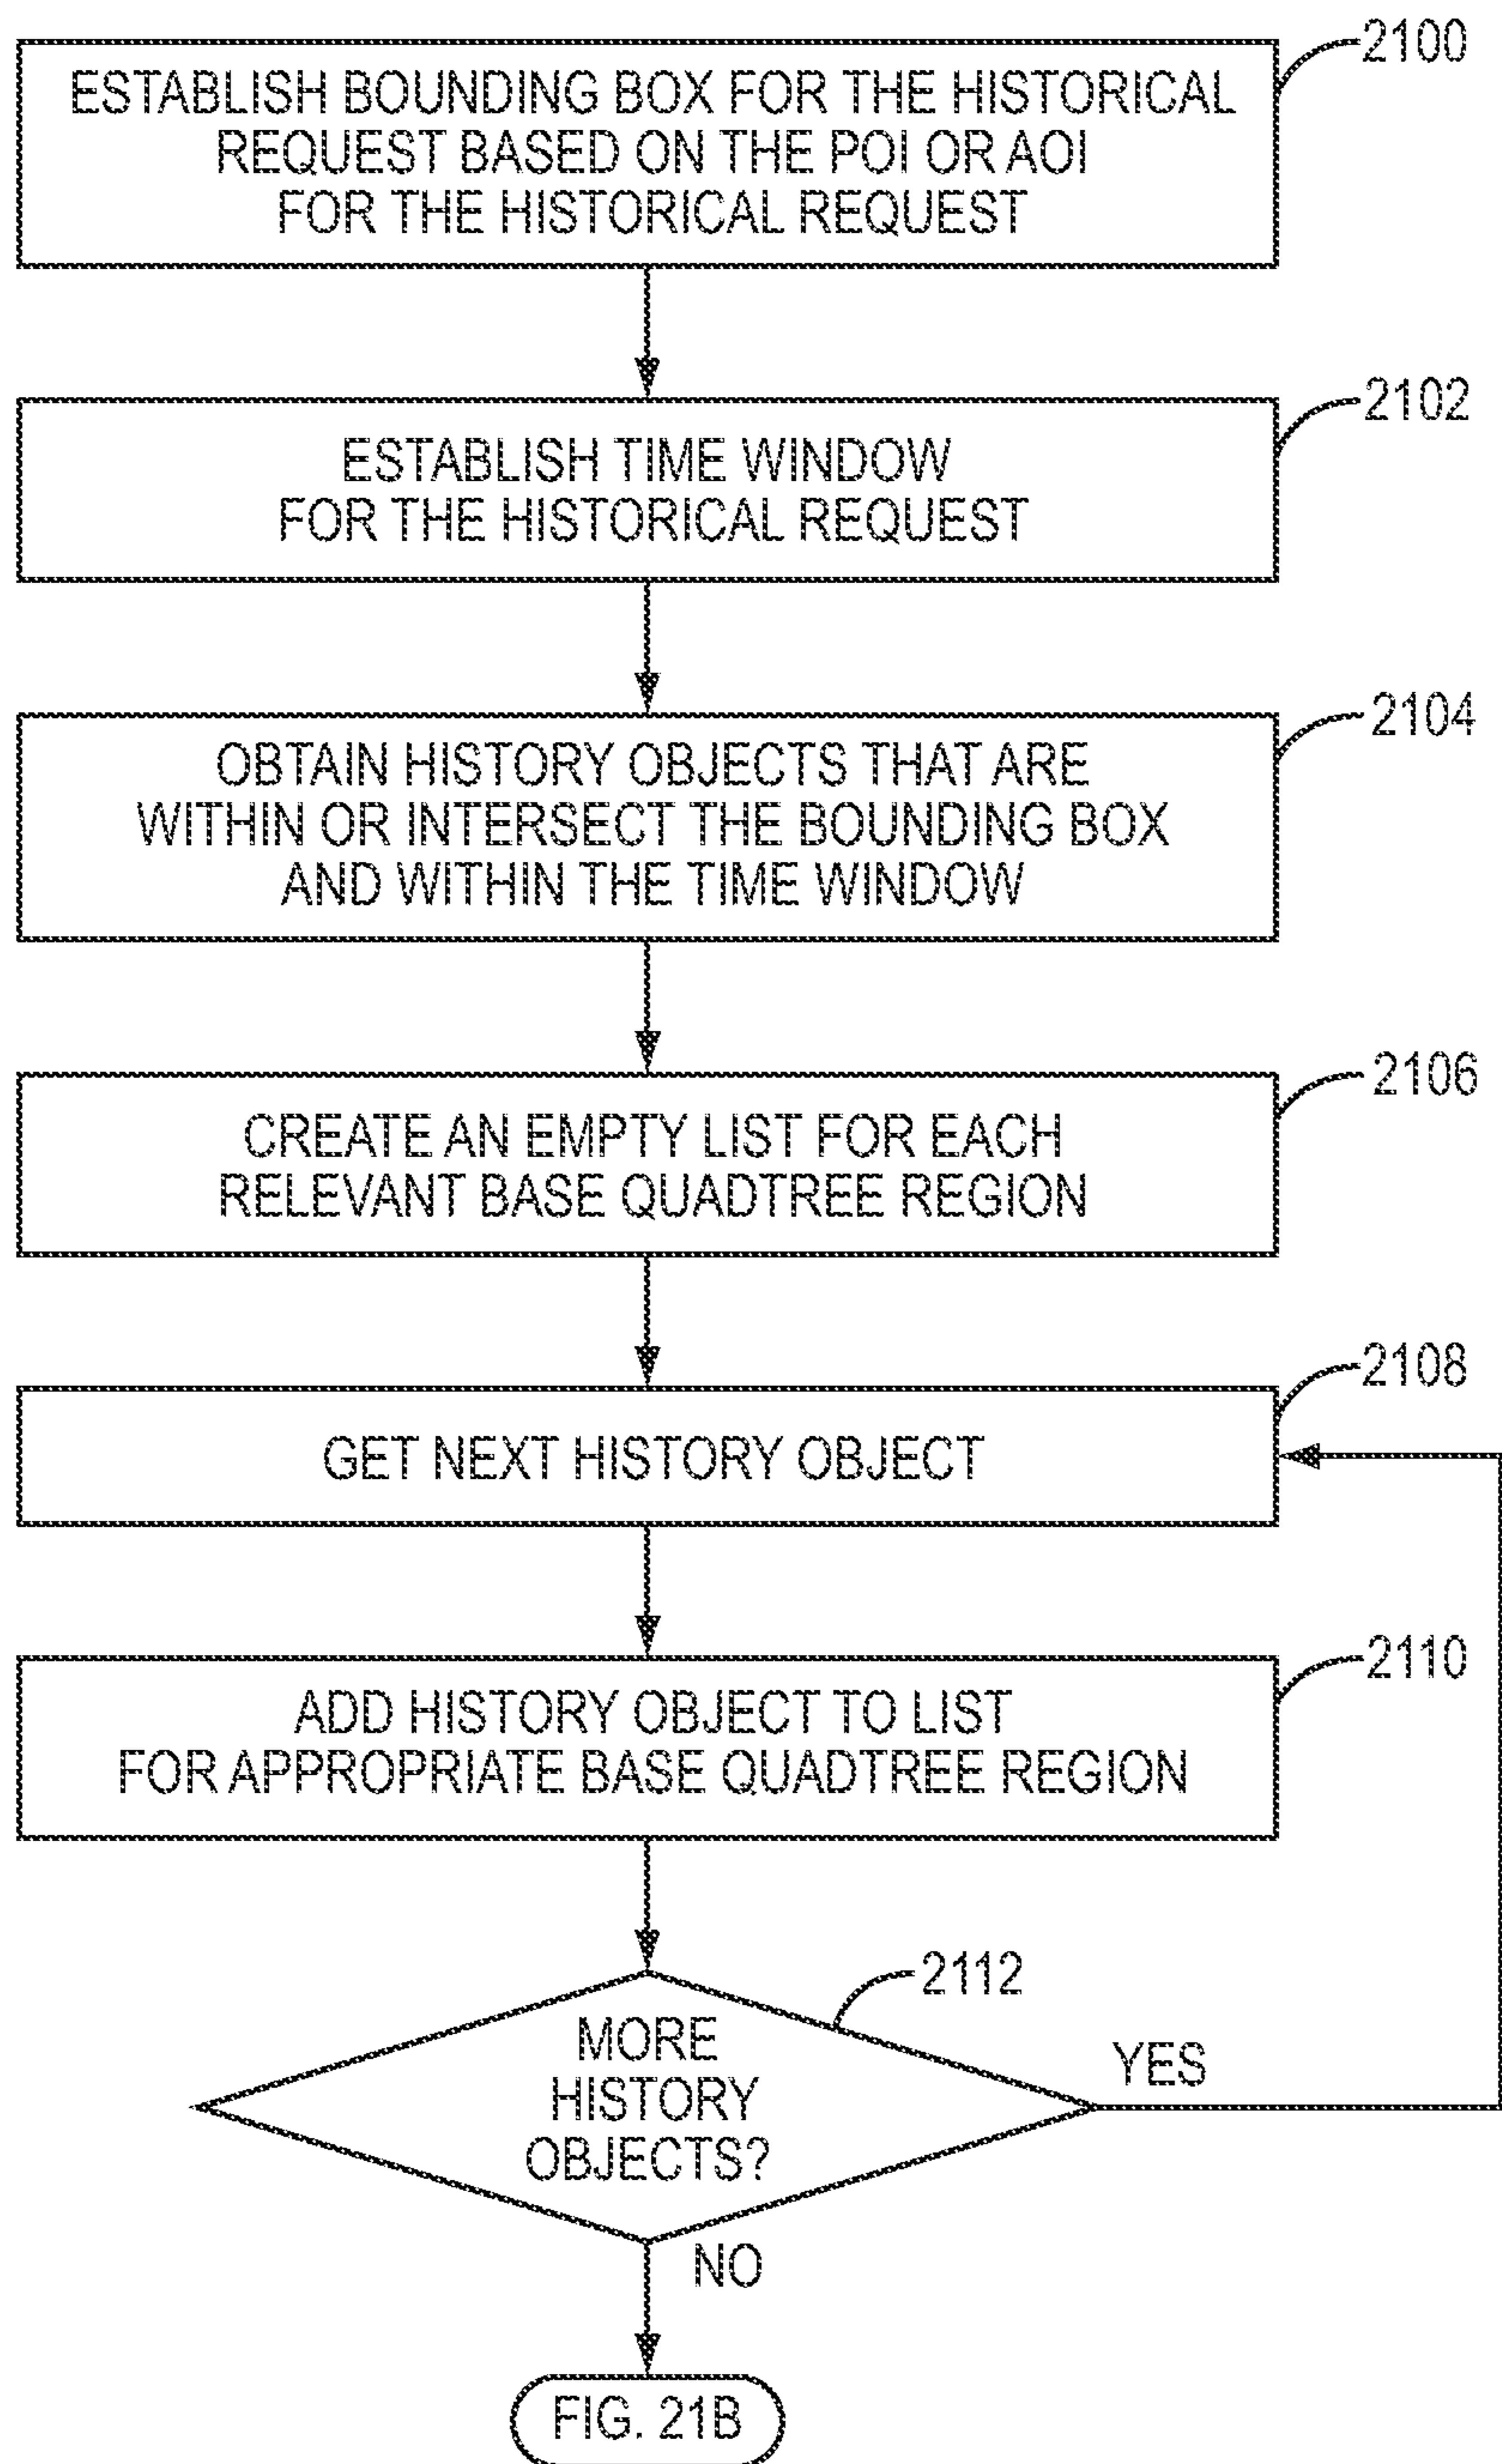 2100
ESTABLISH BOUNDING BOX FOR THE HISTORICAL
REQUEST BASED ON THE POI OR AOI
FOR THE HISTORICAL REQUEST
2102
ESTABLISH TIME WINDOW
FOR THE HISTORICAL REQUEST
2104
OBTAIN HISTORY OBJECTS THAT ARE
WITHIN OR INTERSECT THE BOUNDING BOX
AND WITHIN THE TIME WINDOW
2106
CREATE AN EMPTY LIST FOR EACH
RELEVANT BASE QUADTREE REGION
2108
GET NEXT HISTORY OBJECT
2110
ADD HISTORY OBJECT TO LIST
FOR APPROPRIATE BASE QUADTREE REGION
2112
MORE
HISTORY
OBJECTS?
YES
NO
FIG. 21B